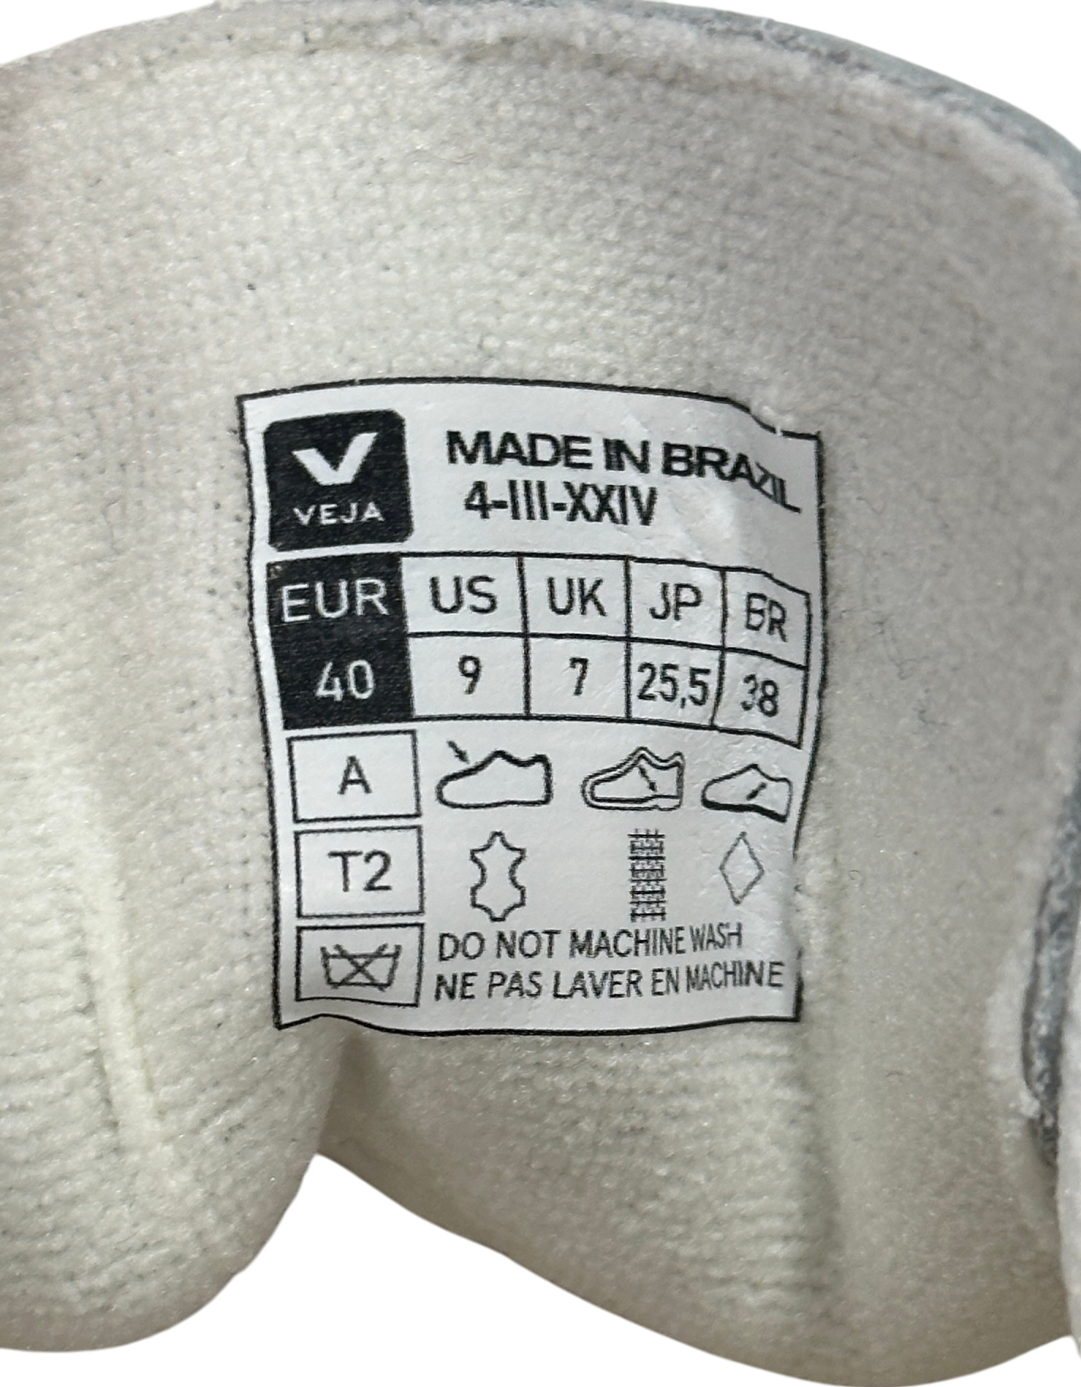 VEJA
MADE IN BRAZIL
4-III-XXIV
EUR US UK JP BR
40 9 7 25,5 38
A
T2
DO NOT MACHINE WASH
NE PAS LAVER EN MACHINE